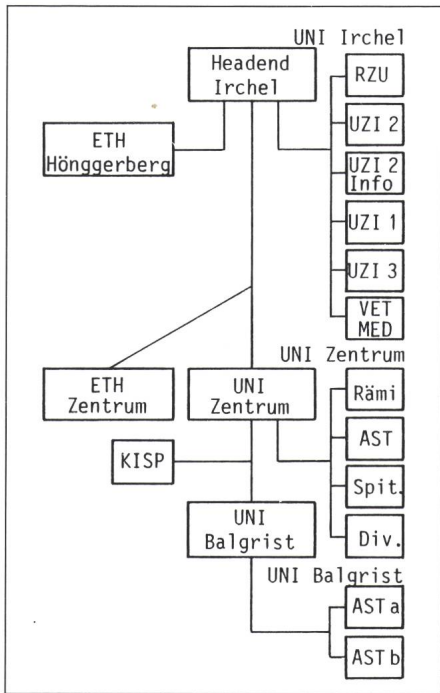 UNI Irchel
Headend
Irchel
RZU
UZI 2
ETH
Hönggerberg
UZI 2
Info
UZI 1
UZI 3
VET
MED
UNI Zentrum
ETH
Zentrum
UNI
Zentrum
Rämi
AST
KISP
Spit.
UNI
Balgrist
Div.
UNI Balgrist
AST a
AST b